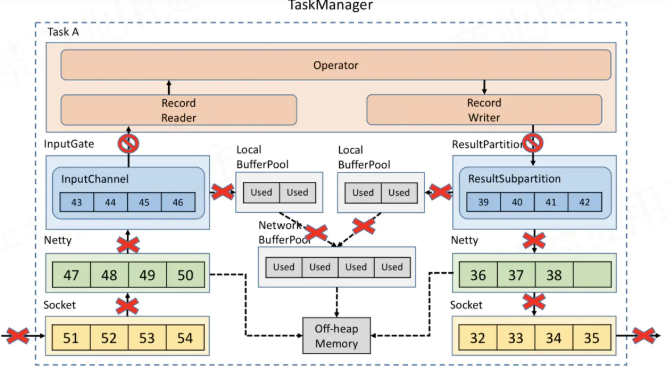 TaskManager
Task A
Operator
Record
Reader
Record
Writer
InputGate
ResultPartition
Local
BufferPool
Local
BufferPool
InputChannel
43 44 45 46
Used Used
Used Used
ResultSubpartition
39 40 41 42
Network
BufferPool
Netty
47 48 49 50
Used Used Used Used
Netty
36 37 38
Socket
51 52 53 54
Off-heap
Memory
Socket
32 33 34 35